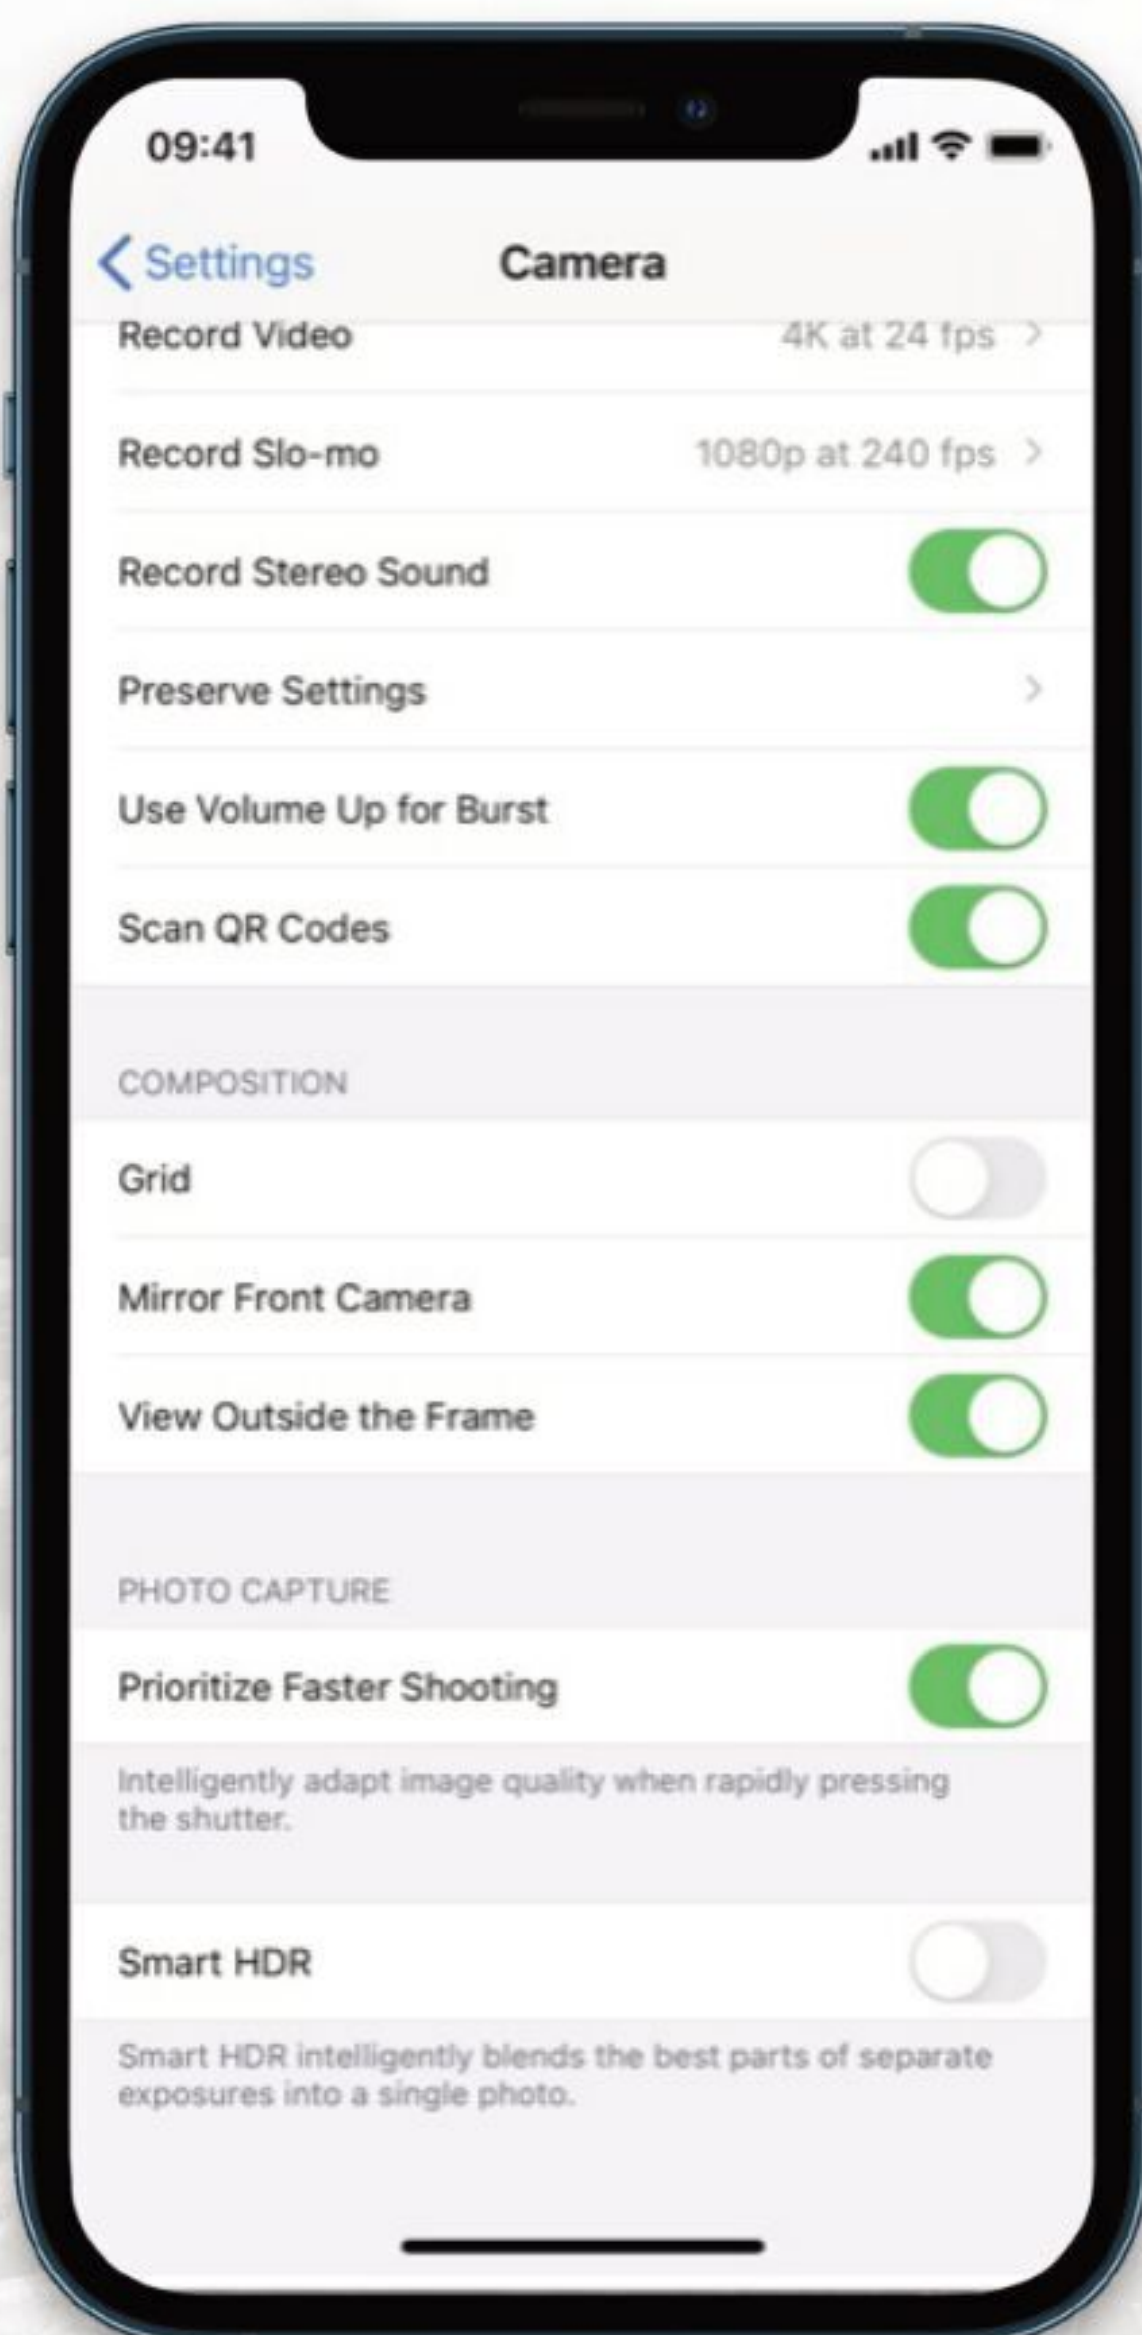 09:41
Settings
Camera
Record Video
4K at 24 fps
Record Slo-mo
1080p at 240 fps
Record Stereo Sound
Preserve Settings
Use Volume Up for Burst
Scan QR Codes
COMPOSITION
Grid
Mirror Front Camera
View Outside the Frame
PHOTO CAPTURE
Prioritize Faster Shooting
Intelligently adapt image quality when rapidly pressing
the shutter.
Smart HDR
Smart HDR intelligently blends the best parts of separate
exposures into a single photo.